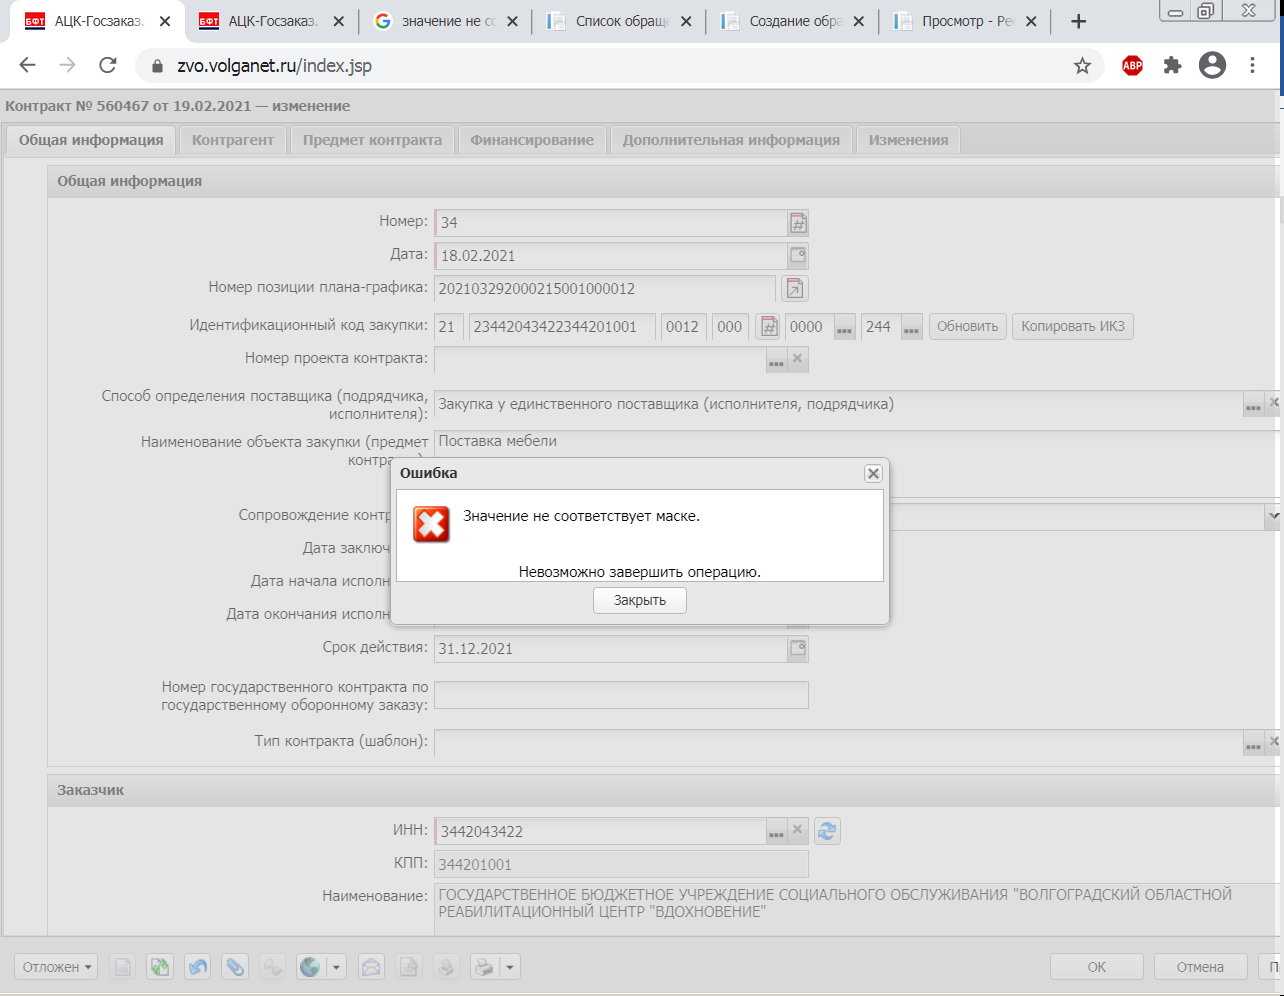 БФТ АЦК-Госзаказ. БФТ АЦК-Госзаказ. значение не со Список обраще Создание обра Просмотр - Рес
zvo.volganet.ru/index.jsp ABP
Контракт № 560467 от 19.02.2021 — изменение
Общая информация Контрагент Предмет контракта Финансирование Дополнительная информация Изменения
Общая информация
Номер: 34
Дата: 18.02.2021
Номер позиции плана-графика: 202103292000215001000012
Идентификационный код закупки: 21 23442043422344201001 0012 000 0000 ... 244 ... Обновить Копировать ИКЗ
Номер проекта контракта: ...
Способ определения поставщика (подрядчика,
исполнителя): Закупка у единственного поставщика (исполнителя, подрядчика) ...
Наименование объекта закупки (предмет Поставка мебели
Ошибка
Сопровождение контр
Значение не соответствует маске.
Дата заключ
Дата начала исполн
Невозможно завершить операцию.
Закрыть
Дата окончания исполн
Срок действия: 31.12.2021
Номер государственного контракта по
государственному оборонному заказу:
Тип контракта (шаблон): ...
Заказчик
ИНН: 3442043422 ...
КПП: 344201001
Наименование: ГОСУДАРСТВЕННОЕ БЮДЖЕТНОЕ УЧРЕЖДЕНИЕ СОЦИАЛЬНОГО ОБСЛУЖИВАНИЯ "ВОЛГОГРАДСКИЙ ОБЛАСТНОЙ
РЕАБИЛИТАЦИОННЫЙ ЦЕНТР "ВДОХНОВЕНИЕ"
Отложен OK Отмена